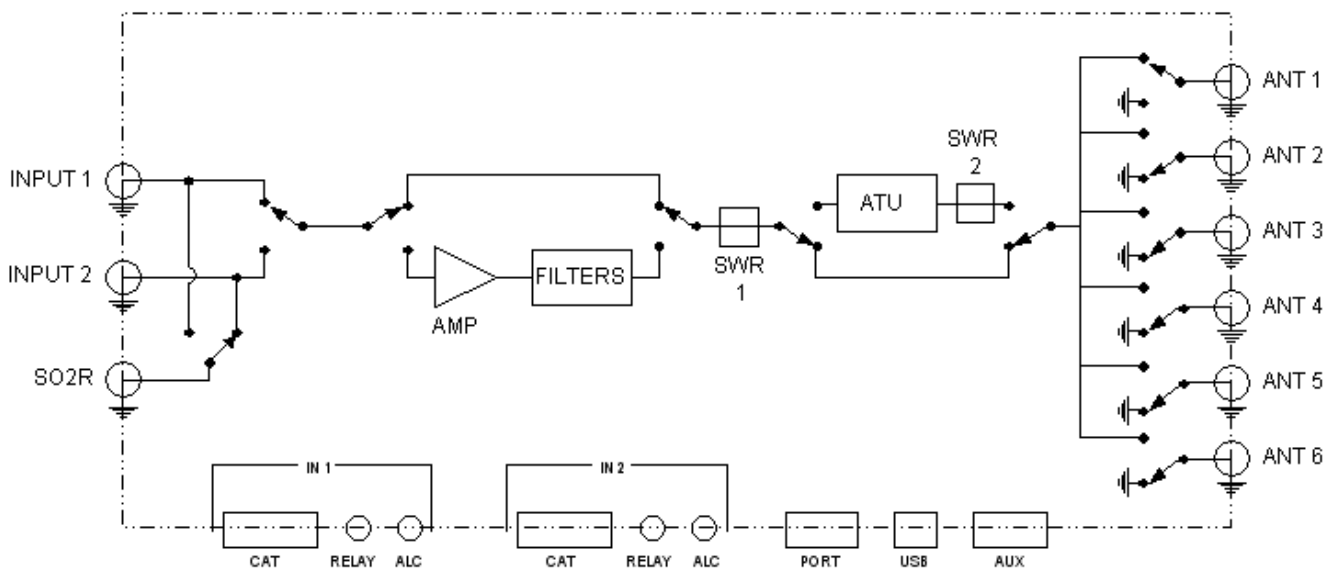 ANT 1
SWR
2
ANT 2
INPUT 1
ATU
ANT 3
INPUT 2
FILTERS
SWR
1
ANT 4
AMP
SO2R
ANT 5
ANT 6
IN 1
IN 2
CAT
RELAY
ALC
CAT
RELAY
ALC
PORT
USB
AUX